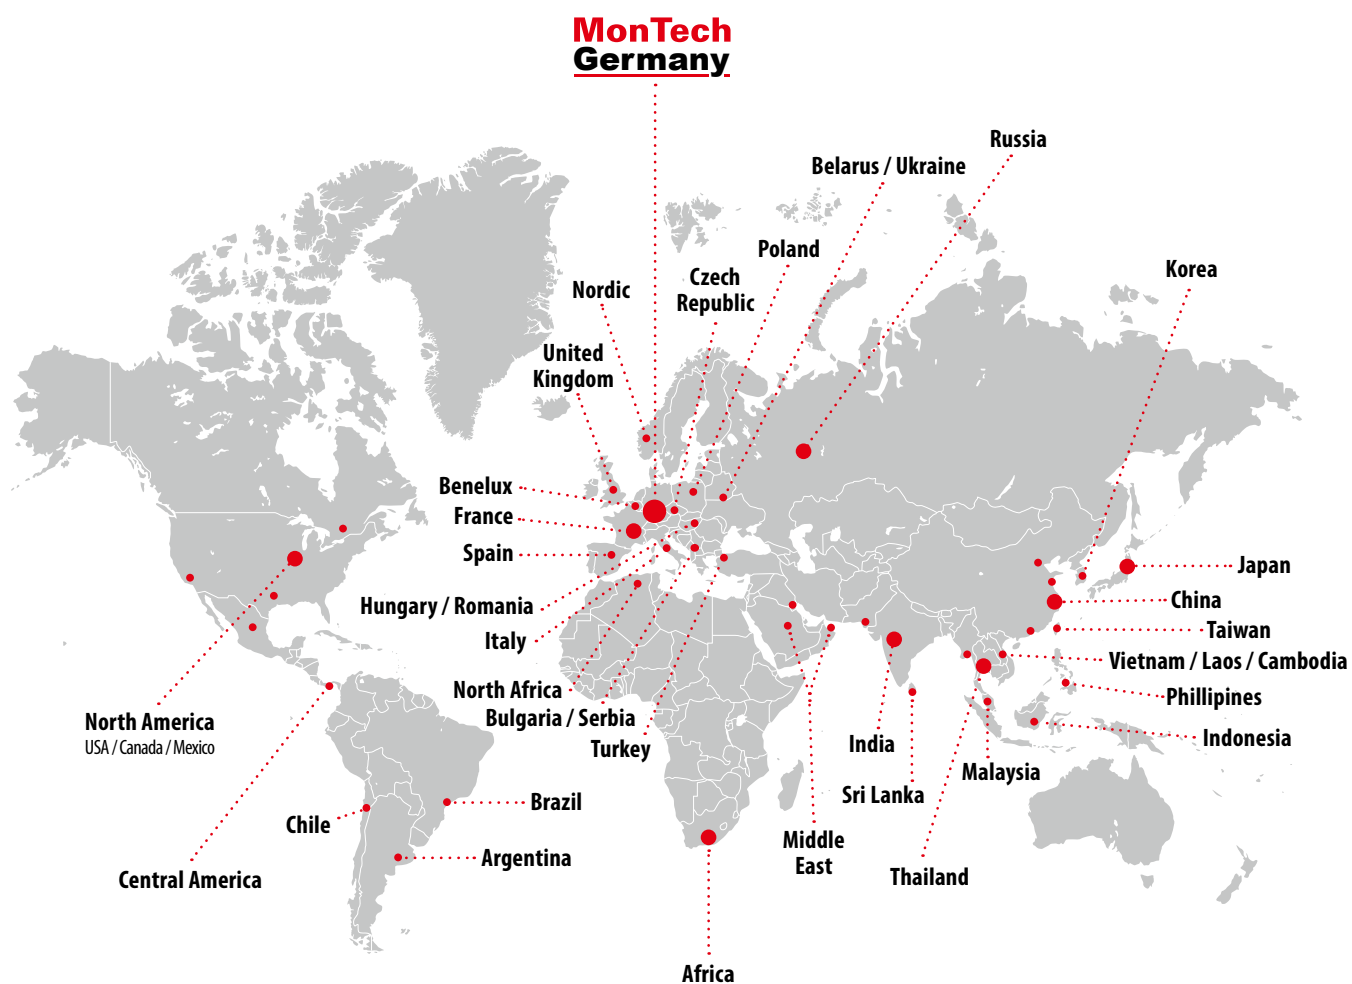 MonTech
Germany
Russia
Belarus / Ukraine
Poland
Korea
Czech
Republic
Nordic
United
Kingdom
Benelux
France
Spain
Japan
China
Hungary / Romania
Taiwan
Italy
Vietnam / Laos / Cambodia
North Africa
Phillipines
Bulgaria / Serbia
North America
USA / Canada / Mexico
Turkey
India
Indonesia
Malaysia
Sri Lanka
Brazil
Chile
Middle
East
Argentina
Thailand
Central America
Africa